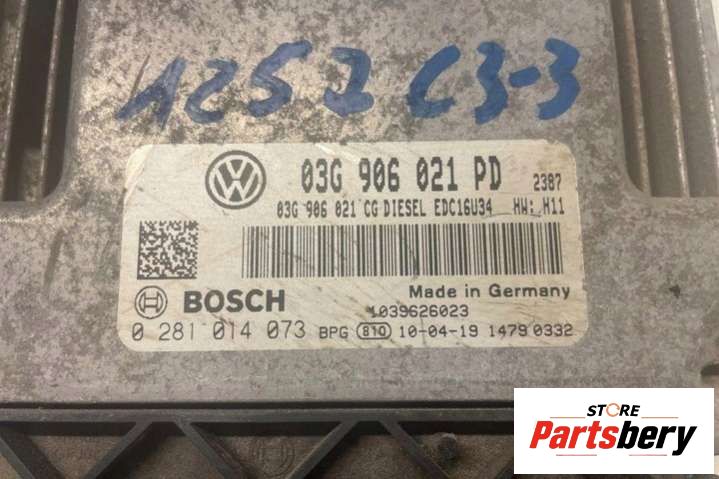 1252 C3-3
03G 906 021 PD 2387
03G 906 021 CG DIESEL EDC16U34 HW: H11
BOSCH Made in Germany
1039626023
0 281 014 073 BPG 810 10-04-19 1479 0332
STORE
Partsbery